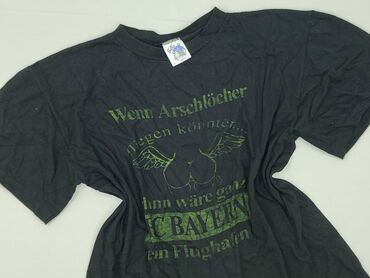 Wenn Arschlöcher
fliegen könnten...
dann wäre ganz
FC BAYERN
ein Flughafen